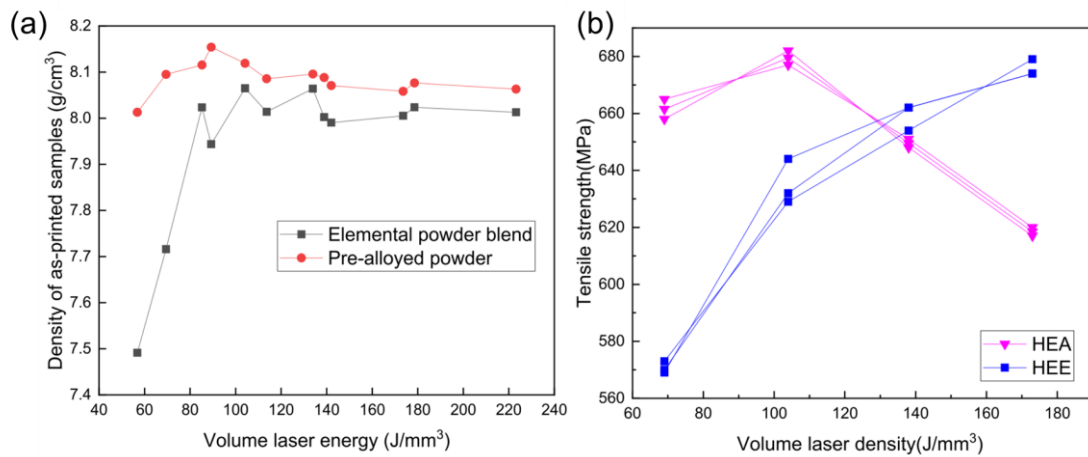 (a)
Density of as-printed samples (g/cm³)
8.2
8.1
8.0
7.9
7.8
7.7
7.6
7.5
7.4
Elemental powder blend
Pre-alloyed powder
40 60 80 100 120 140 160 180 200 220 240
Volume laser energy (J/mm³)
(b)
Tensile strength(MPa)
680
660
640
620
600
580
560
HEA
HEE
60 80 100 120 140 160 180
Volume laser density(J/mm³)